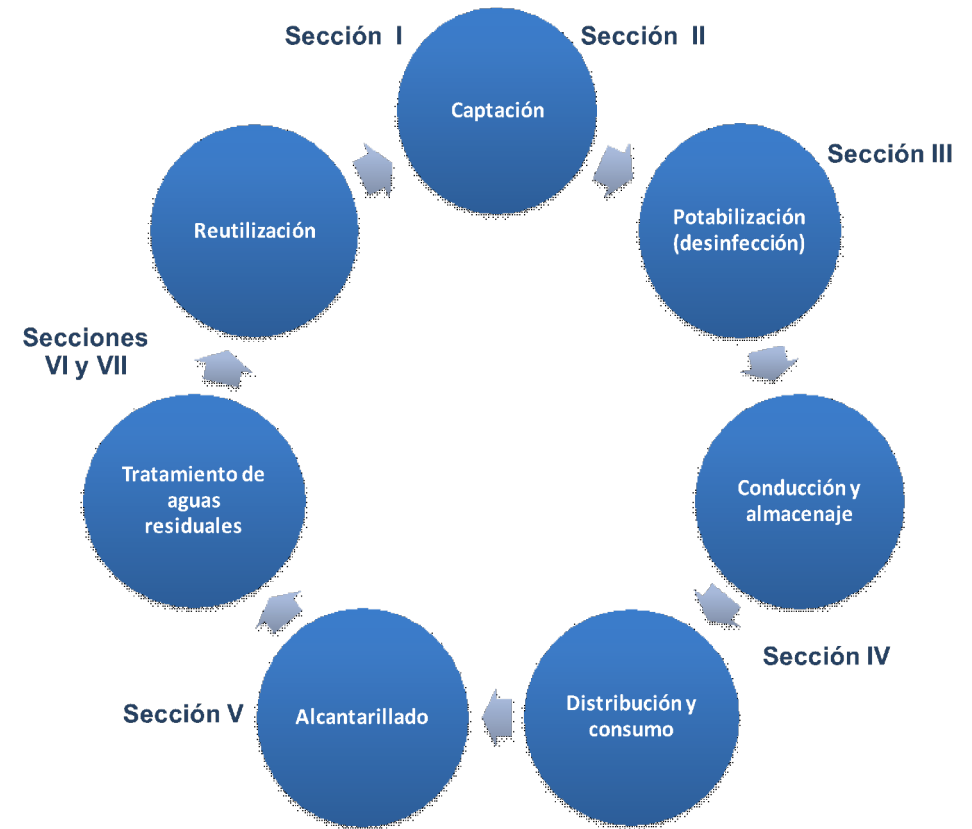 Sección I
Sección II
Captación
Sección III
Potabilización
(desinfección)
Conducción y
almacenaje
Sección IV
Distribución y
consumo
Alcantarillado
Sección V
Tratamiento de
aguas
residuales
Secciones
VI y VII
Reutilización